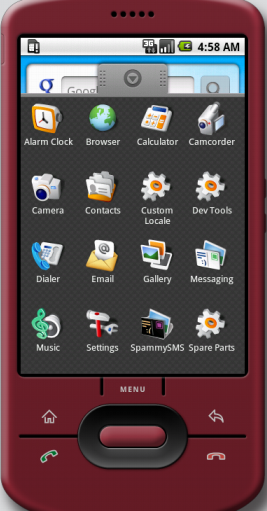 3G 4:58 AM
g Goog
Alarm Clock Browser Calculator Camcorder
Camera Contacts Custom Locale Dev Tools
Dialer Email Gallery Messaging
Music Settings SpammySMS Spare Parts
MENU